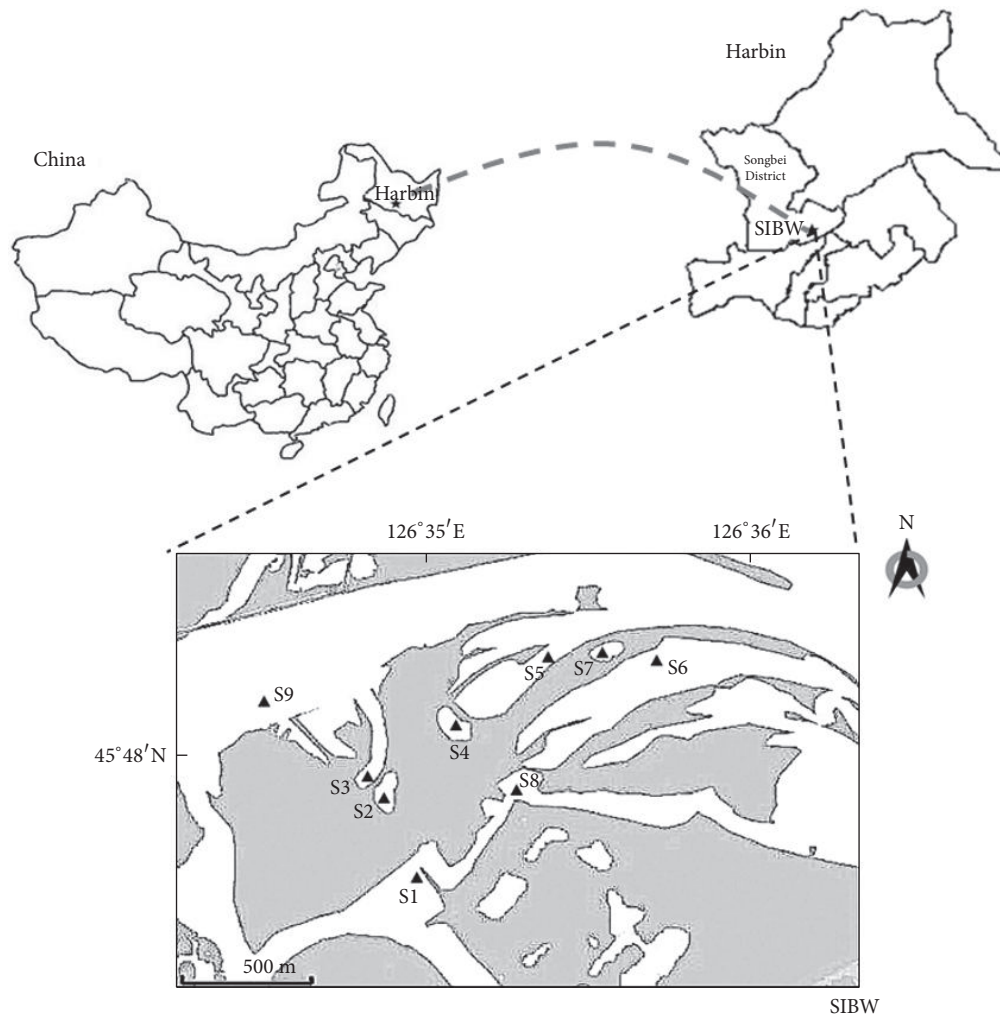 Harbin
China
Songbei
District
Harbin
SIBW
N
126°35′E
126°36′E
S5
S7
S6
S9
S4
45°48′N
S3
S2
S8
S1
500 m
SIBW